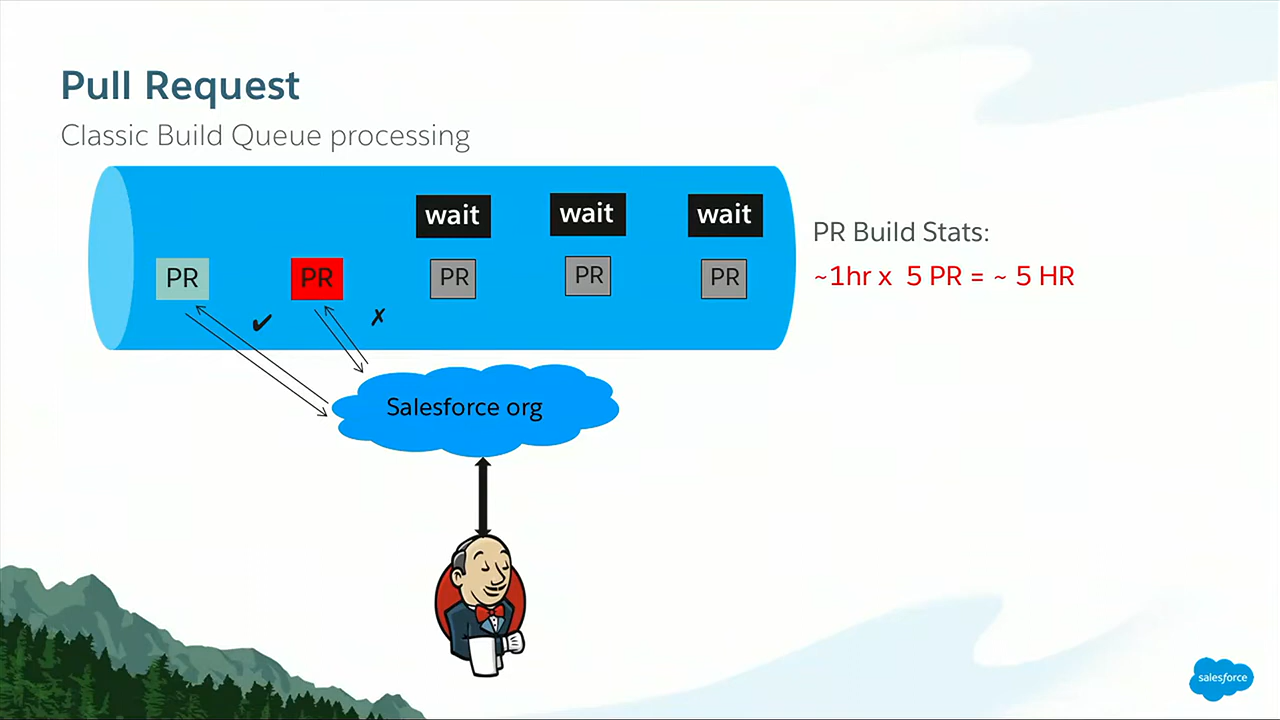 Pull Request
Classic Build Queue processing
wait
wait
wait
PR
PR
PR
PR
PR
PR Build Stats:
~1hr x 5 PR = ~ 5 HR
✔
✗
Salesforce org
salesforce